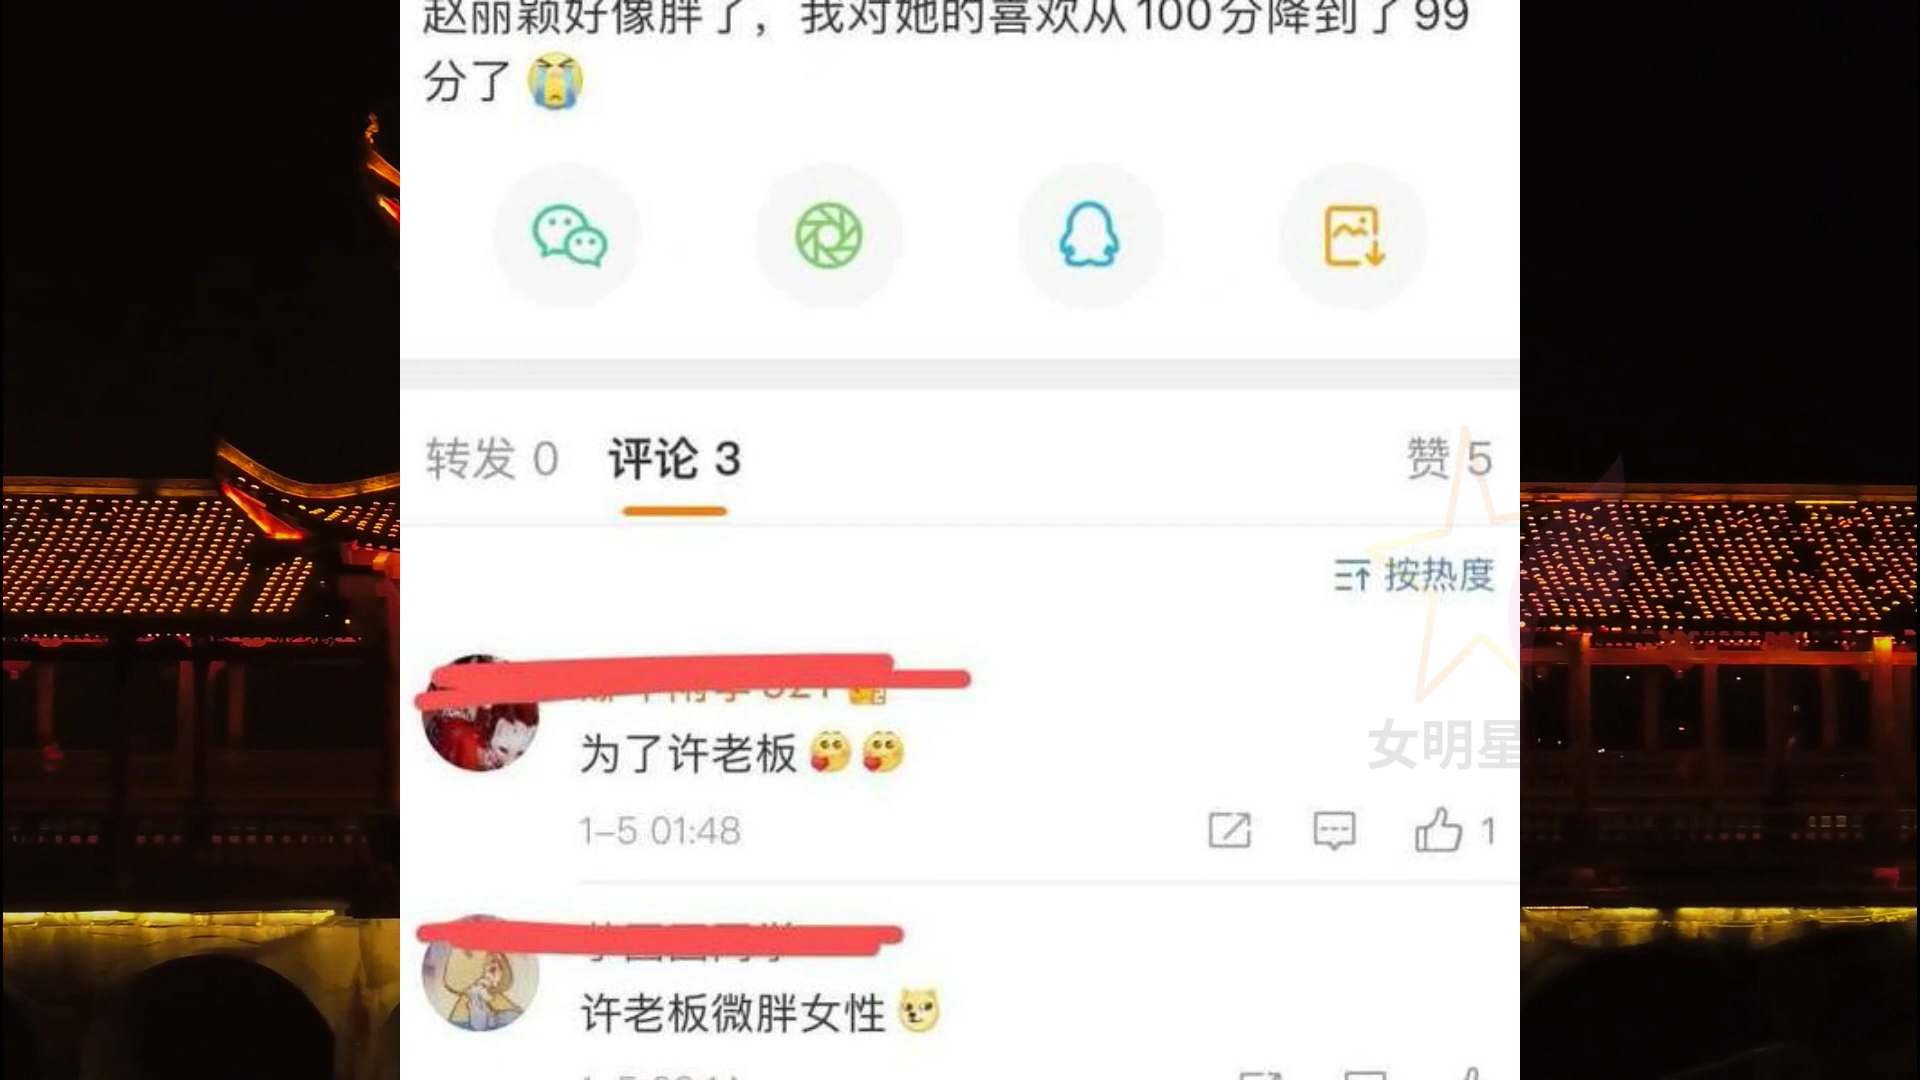 赵丽颖好像胖了，我对她的喜欢从100分降到了99
分了
转发 0 评论 3 赞 5
按热度
为了许老板
1-5 01:48
1
许老板微胖女性
女明星